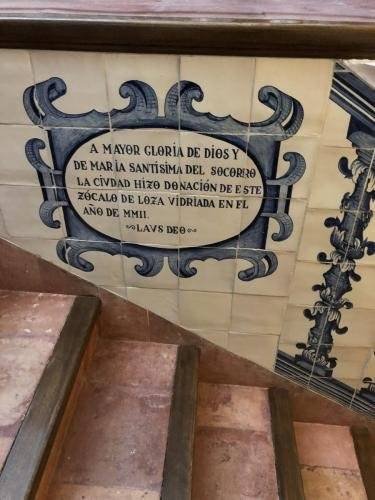 A MAYOR GLORIA DE DIOS Y
DE MARIA SANTÍSIMA DEL SOCORRO
LA CIVDAD HIZO DONACIÓN DE ESTE
ZÓCALO DE LOZA VIDRIADA EN EL
AÑO DE MMII
~LAVS DEO~